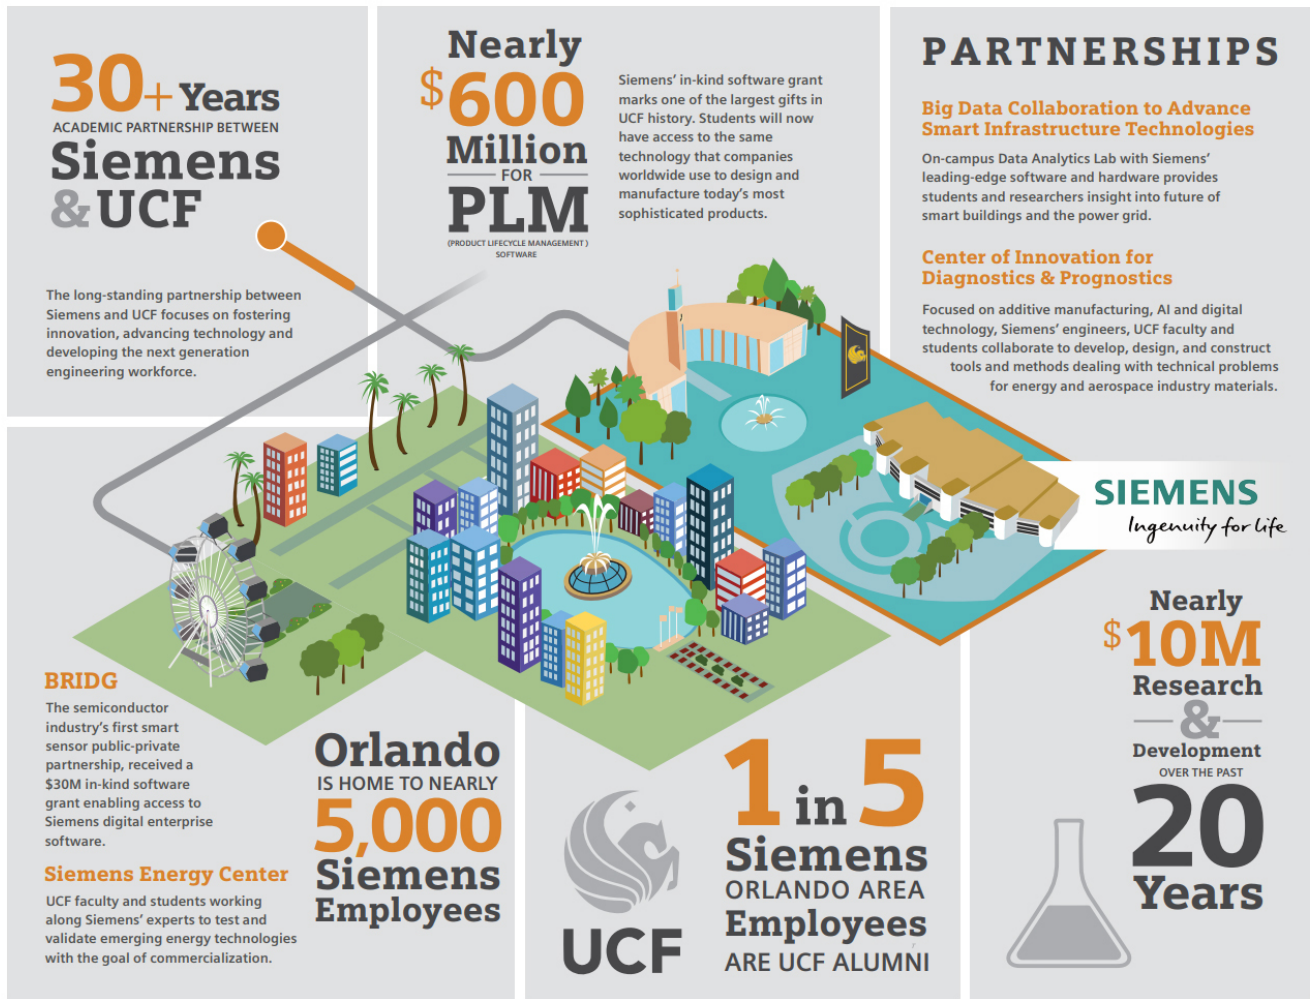 30+ Years
ACADEMIC PARTNERSHIP BETWEEN
Siemens
& UCF
The long-standing partnership between
Siemens and UCF focuses on fostering
innovation, advancing technology and
developing the next generation
engineering workforce.
Nearly
$600
Million
FOR
PLM
(PRODUCT LIFECYCLE MANAGEMENT )
SOFTWARE
Siemens' in-kind software grant
marks one of the largest gifts in
UCF history. Students will now
have access to the same
technology that companies
worldwide use to design and
manufacture today's most
sophisticated products.
PARTNERSHIPS
Big Data Collaboration to Advance
Smart Infrastructure Technologies
On-campus Data Analytics Lab with Siemens'
leading-edge software and hardware provides
students and researchers insight into future of
smart buildings and the power grid.
Center of Innovation for
Diagnostics & Prognostics
Focused on additive manufacturing, AI and digital
technology, Siemens' engineers, UCF faculty and
students collaborate to develop, design, and construct
tools and methods dealing with technical problems
for energy and aerospace industry materials.
SIEMENS
Ingenuity for life
BRIDG
The semiconductor
industry's first smart
sensor public-private
partnership, received a
$30M in-kind software
grant enabling access to
Siemens digital enterprise
software.
Siemens Energy Center
UCF faculty and students working
along Siemens' experts to test and
validate emerging energy technologies
with the goal of commercialization.
Orlando
IS HOME TO NEARLY
5,000
Siemens
Employees
UCF
1 in 5
Siemens
ORLANDO AREA
Employees
ARE UCF ALUMNI
Nearly
$10M
Research
&
Development
OVER THE PAST
20
Years